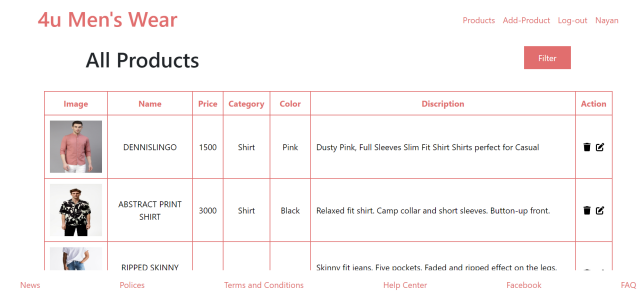 4u Men's Wear
Products Add-Product Log-out Nayan
All Products
Filter
Image Name Price Category Color Discription Action
DENNISLINGO 1500 Shirt Pink Dusty Pink, Full Sleeves Slim Fit Shirt Shirts perfect for Casual
ABSTRACT PRINT
SHIRT
3000 Shirt Black Relaxed fit shirt. Camp collar and short sleeves. Button-up front.
RIPPED SKINNY
Skinny fit jeans. Five pockets. Faded and ripped effect on the legs.
News Polices Terms and Conditions Help Center Facebook FAQ